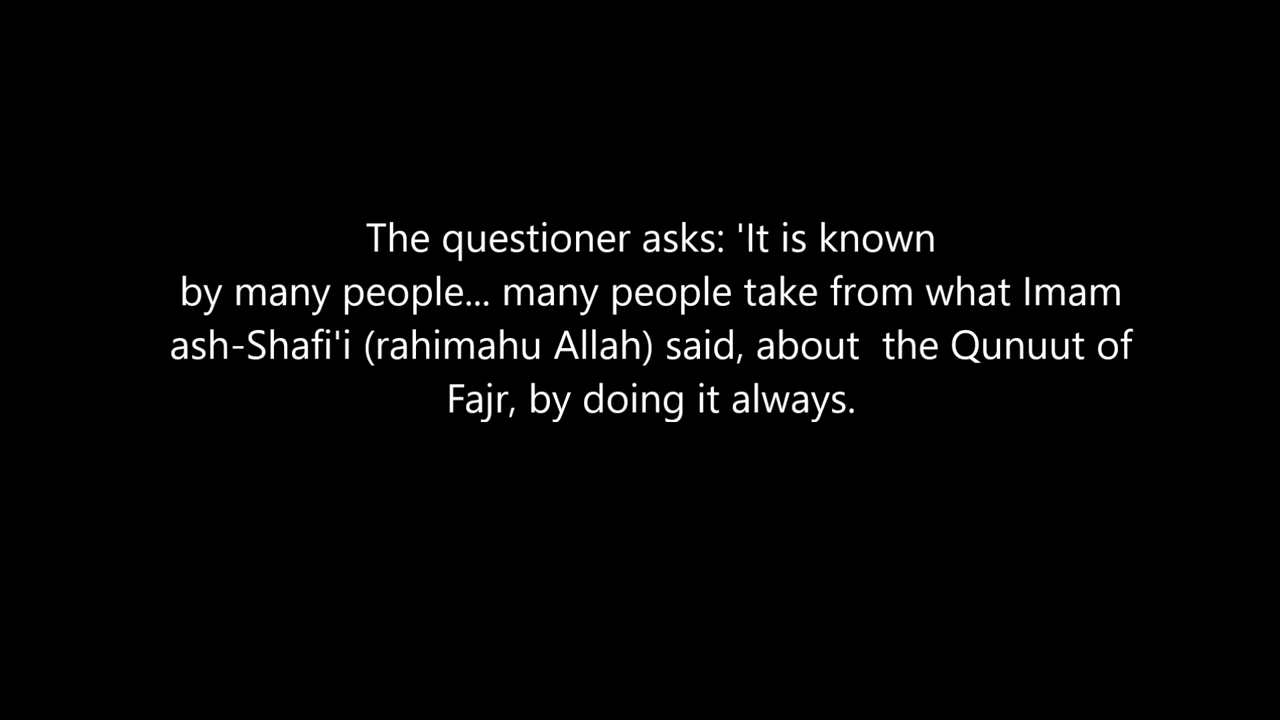 The questioner asks: 'It is known
by many people... many people take from what Imam
ash-Shafi'i (rahimahu Allah) said, about  the Qunuut of
Fajr, by doing it always.